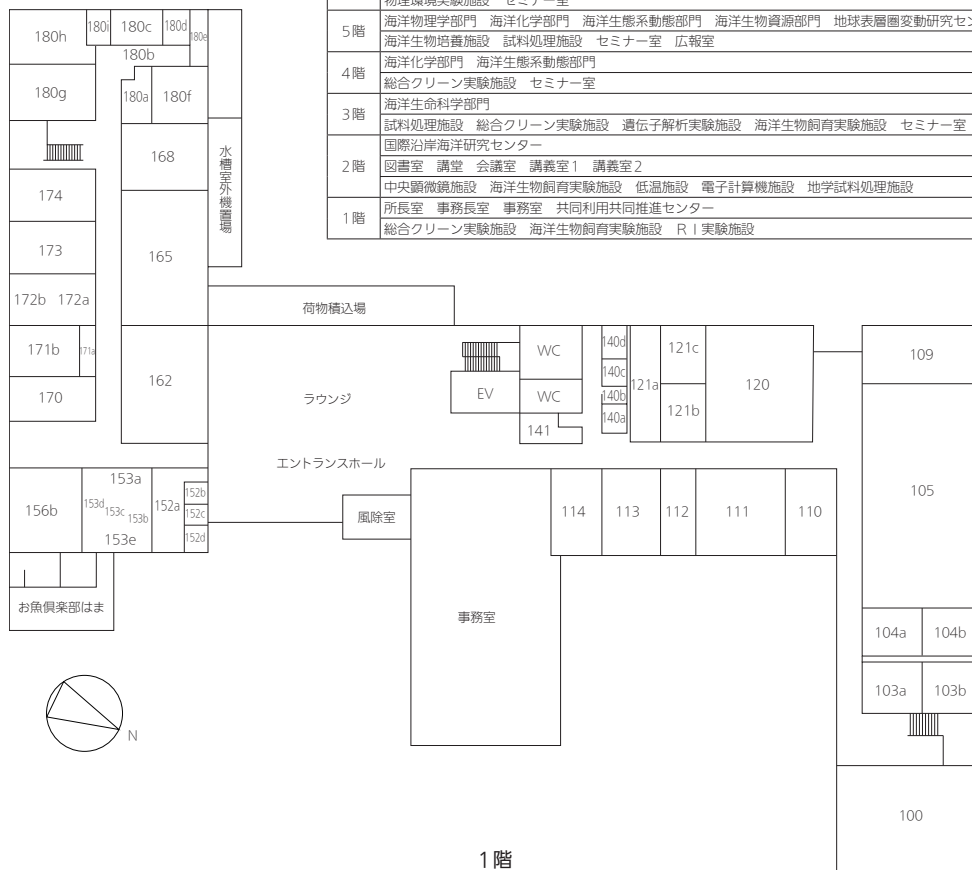 物理環境実験施設 セミナー室
5階
海洋物理学部門 海洋化学部門 海洋生態系動態部門 海洋生物資源部門 地球表層圏変動研究セン
海洋生物培養施設 試料処理施設 セミナー室 広報室
4階
海洋化学部門 海洋生態系動態部門
総合クリーン実験施設 セミナー室
3階
海洋生命科学部門
試料処理施設 総合クリーン実験施設 遺伝子解析実験施設 海洋生物飼育実験施設 セミナー室
2階
国際沿岸海洋研究センター
図書室 講堂 会議室 講義室1 講義室2
中央顕微鏡施設 海洋生物飼育実験施設 低温施設 電子計算機施設 地学試料処理施設
1階
所長室 事務長室 事務室 共同利用共同推進センター
総合クリーン実験施設 海洋生物飼育実験施設 RI実験施設
180h
180i
180c
180d
180e
180b
180g
180a
180f
168
水槽室外機置場
174
173
165
172b 172a
荷物積込場
171b
171a
162
170
ラウンジ
エントランスホール
EV
WC
WC
141
140d
140c
140b
140a
121a
121c
121b
120
109
105
156b
153a
153d
153c
153b
153e
152a
152b
152c
152d
風除室
114
113
112
111
110
事務室
お魚倶楽部はま
104a
104b
103a
103b
N
100
1階